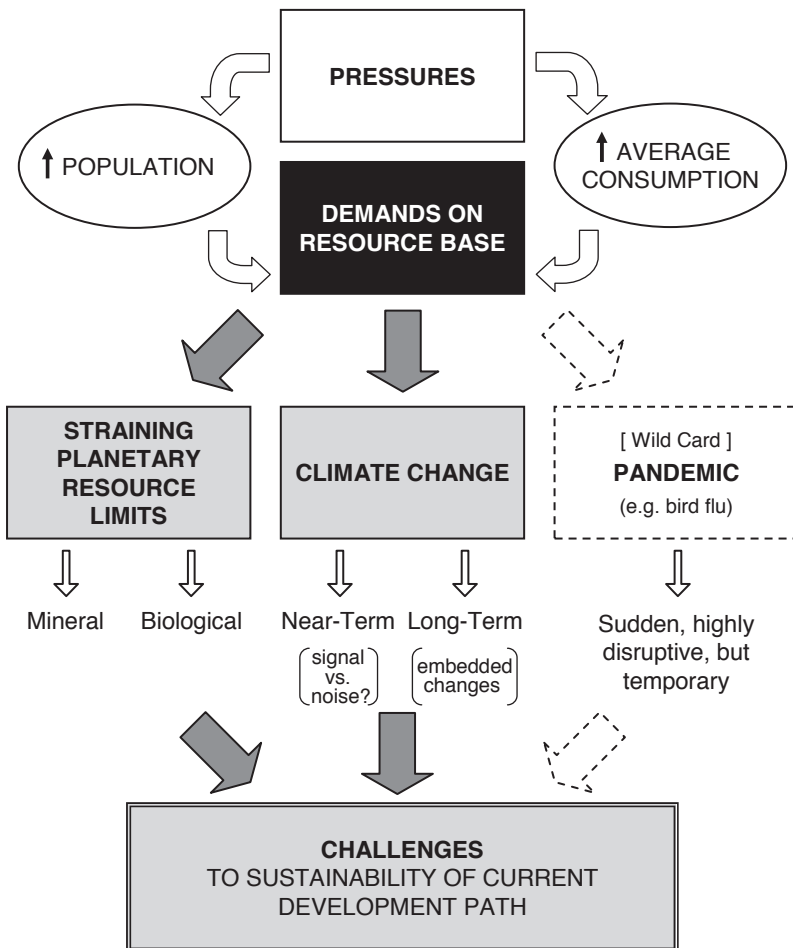 PRESSURES
POPULATION
AVERAGE
CONSUMPTION
DEMANDS ON
RESOURCE BASE
STRAINING
PLANETARY
RESOURCE
LIMITS
CLIMATE CHANGE
[ Wild Card ]
PANDEMIC
(e.g. bird flu)
Mineral
Biological
Near-Term
(signal
vs.
noise?)
Long-Term
(embedded
changes)
Sudden, highly
disruptive, but
temporary
CHALLENGES
TO SUSTAINABILITY OF CURRENT
DEVELOPMENT PATH